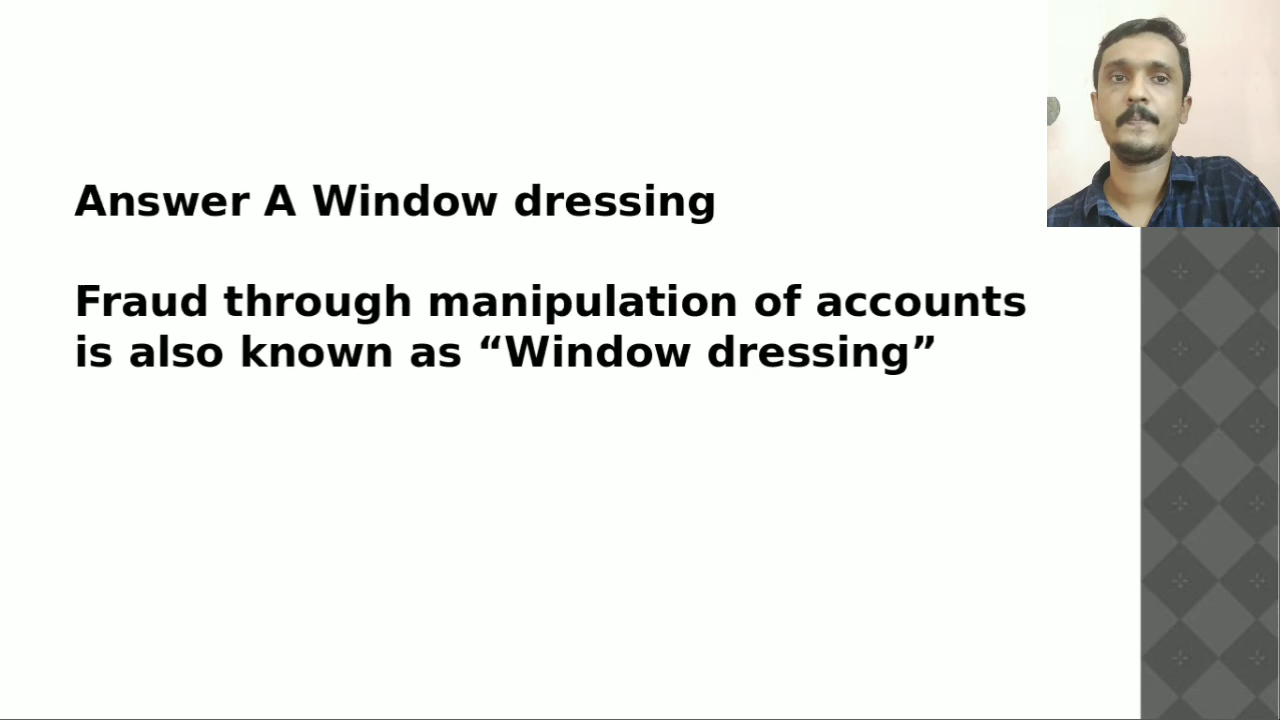 Answer A Window dressing
Fraud through manipulation of accounts
is also known as “Window dressing”